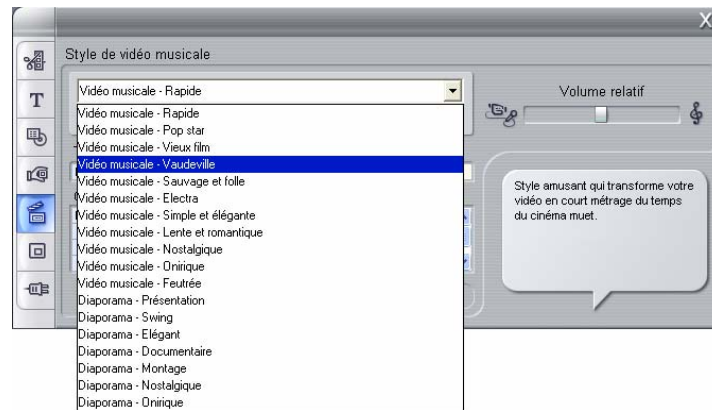 X
Style de vidéo musicale
T
Vidéo musicale - Rapide
Volume relatif
Vidéo musicale - Rapide
Vidéo musicale - Pop star
Vidéo musicale - Vieux film
Vidéo musicale - Vaudeville
Vidéo musicale - Sauvage et folle
Vidéo musicale - Electra
Vidéo musicale - Simple et élégante
Vidéo musicale - Lente et romantique
Vidéo musicale - Nostalgique
Vidéo musicale - Onirique
Vidéo musicale - Feutrée
Diaporama - Présentation
Diaporama - Swing
Diaporama - Elégant
Diaporama - Documentaire
Diaporama - Montage
Diaporama - Nostalgique
Diaporama - Onirique
Style amusant qui transforme votre
vidéo en court métrage du temps
du cinéma muet.